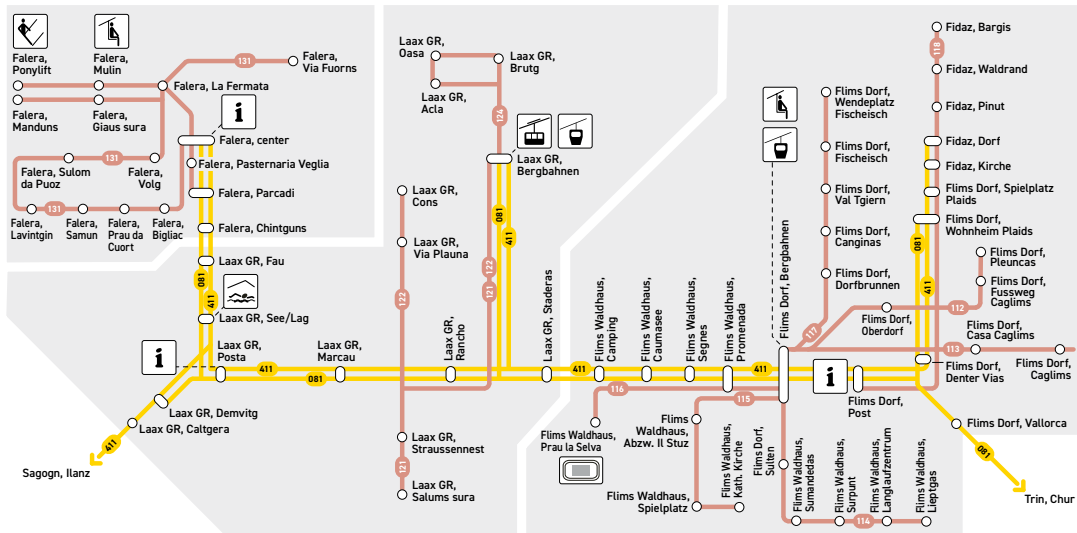 Falera,
Ponylift
Falera,
Mulin
131
Falera,
Via Fuorns
Falera, La Fermata
Falera,
Manduns
Falera,
Giaus sura
i
Falera, center
131
Falera, Sulom
da Puoz
Falera,
Volg
Falera, Pasternaria Veglia
Falera, Parcadi
131
Falera,
Lavintgin
Falera,
Samun
Falera,
Prau da
Cuort
Falera,
Bigliac
Falera, Chintguns
Laax GR, Fau
081
411
Laax GR, See/Lag
i
Laax GR,
Posta
Laax GR,
Marcau
411
081
Laax GR, Demvitg
Laax GR, Caltgera
411
Sagogn, Ilanz
Laax GR,
Oasa
Laax GR,
Brutg
Laax GR,
Acla
124
Laax GR,
Bergbahnen
Laax GR,
Cons
Laax GR,
Via Plauna
081
411
122
122
121
Laax GR,
Rancho
Laax GR, Staderas
Laax GR,
Straussennest
121
Laax GR,
Salums sura
411
Flims Waldhaus,
Camping
Flims Waldhaus,
Caumasee
Flims Waldhaus,
Segnes
Flims Waldhaus,
Promenada
411
081
Flims Dorf, Bergbahnen
116
115
Flims Waldhaus,
Prau la Selva
Flims
Waldhaus,
Abzw. Il Stuz
Flims Waldhaus,
Spielplatz
Flims Waldhaus,
Kath. Kirche
Flims Dorf,
Sulten
Flims Waldhaus,
Sumandedas
Flims Waldhaus,
Surpunt
Flims Waldhaus,
Langlaufzentrum
Flims Waldhaus,
Lieptgas
114
Flims Dorf,
Wendeplatz
Fischeisch
Flims Dorf,
Fischeisch
Flims Dorf,
Val Tgiern
Flims Dorf,
Canginas
Flims Dorf,
Dorfbrunnen
117
Flims Dorf,
Oberdorf
112
Flims Dorf,
Pleuncas
Flims Dorf,
Fussweg
Caglims
Flims Dorf,
Casa Caglims
113
Flims Dorf,
Caglims
i
Flims Dorf,
Post
Flims Dorf,
Denter Vias
Fidaz, Bargis
118
Fidaz, Waldrand
Fidaz, Pinut
Fidaz, Dorf
Fidaz, Kirche
Flims Dorf, Spielplatz
Plaids
Flims Dorf,
Wohnheim Plaids
081
411
Flims Dorf, Vallorca
081
Trin, Chur